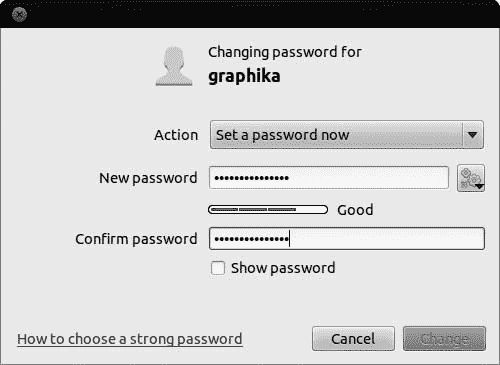 Changing password for
graphika
Action Set a password now
New password •••••••••••••••
Good
Confirm password •••••••••••••••
Show password
How to choose a strong password Cancel Change